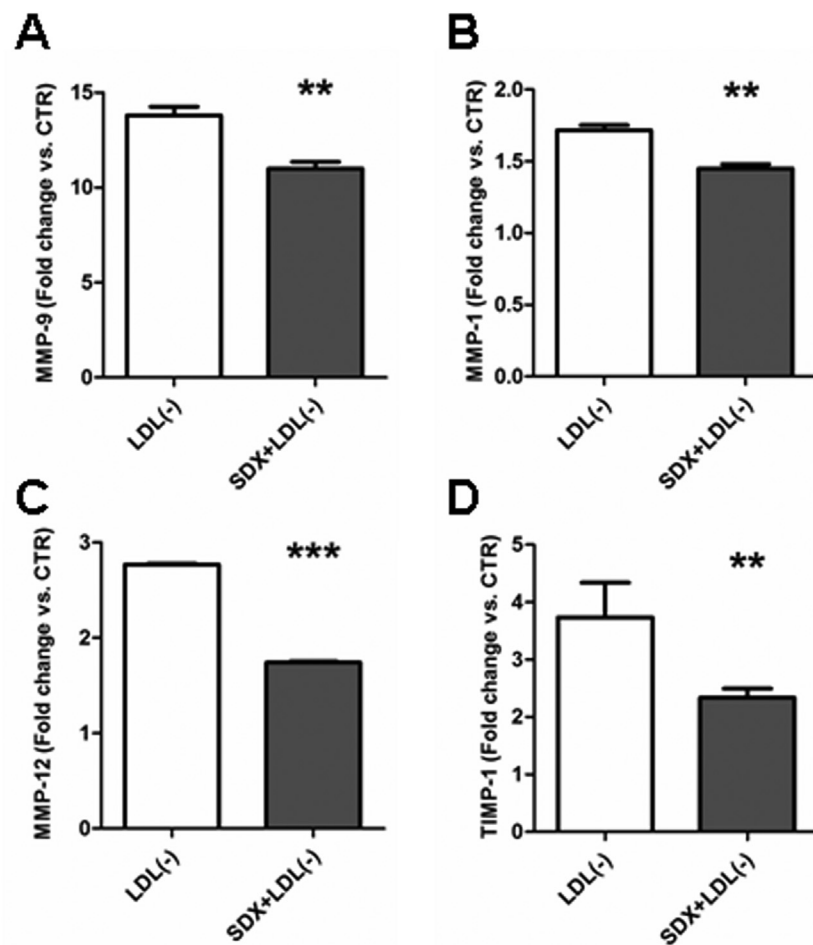 A
MMP-9 (Fold change vs. CTR)
15
10
5
0
**
LDL(-)
SDX+LDL(-)
B
MMP-1 (Fold change vs. CTR)
2.0
1.5
1.0
0.5
0.0
**
LDL(-)
SDX+LDL(-)
C
MMP-12 (Fold change vs. CTR)
3
2
1
0
***
LDL(-)
SDX+LDL(-)
D
TIMP-1 (Fold change vs. CTR)
5
4
3
2
1
0
**
LDL(-)
SDX+LDL(-)